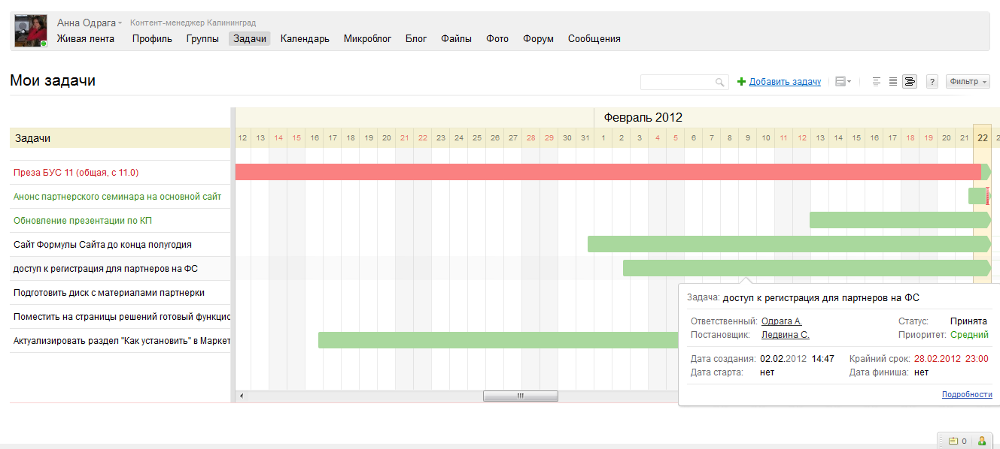 Анна Одрага Контент-менеджер Калининград
Живая лента Профиль Группы Задачи Календарь Микроблог Блог Файлы Фото Форум Сообщения
Мои задачи
Добавить задачу ? Фильтр
Февраль 2012
Задачи 12 13 14 15 16 17 18 19 20 21 22 23 24 25 26 27 28 29 30 31 1 2 3 4 5 6 7 8 9 10 11 12 13 14 15 16 17 18 19 20 21 22 2
Преза БУС 11 (общая, с 11.0)
Анонс партнерского семинара на основной сайт
Обновление презентации по КП
Сайт Формулы Сайта до конца полугодия
доступ к регистрация для партнеров на ФС
Подготовить диск с материалами партнерки
Поместить на страницы решений готовый функцис
Актуализировать раздел "Как установить" в Маркет
Задача: доступ к регистрация для партнеров на ФС
Ответственный: Одрага А. Статус: Принята
Постановщик: Ледвина С. Приоритет: Средний
Дата создания: 02.02.2012 14:47 Крайний срок: 28.02.2012 23:00
Дата старта: нет Дата финиша: нет
Подробности
0